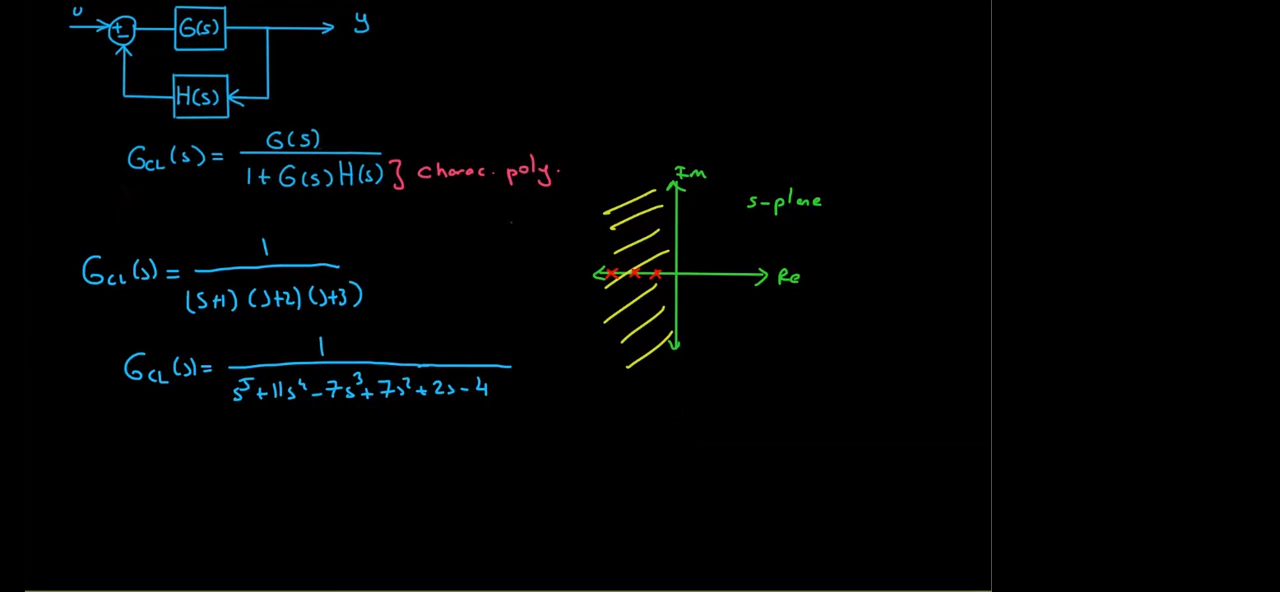 u
±
G(s)
y
H(s)
G_CL(s) = G(s) / (1 + G(s)H(s)) } charac. poly.
Im
s-plane
Re
G_CL(s) = 1 / ((s+1)(s+2)(s+3))
G_CL(s) = 1 / (s⁵ + 11s⁴ - 7s³ + 7s² + 2s - 4)